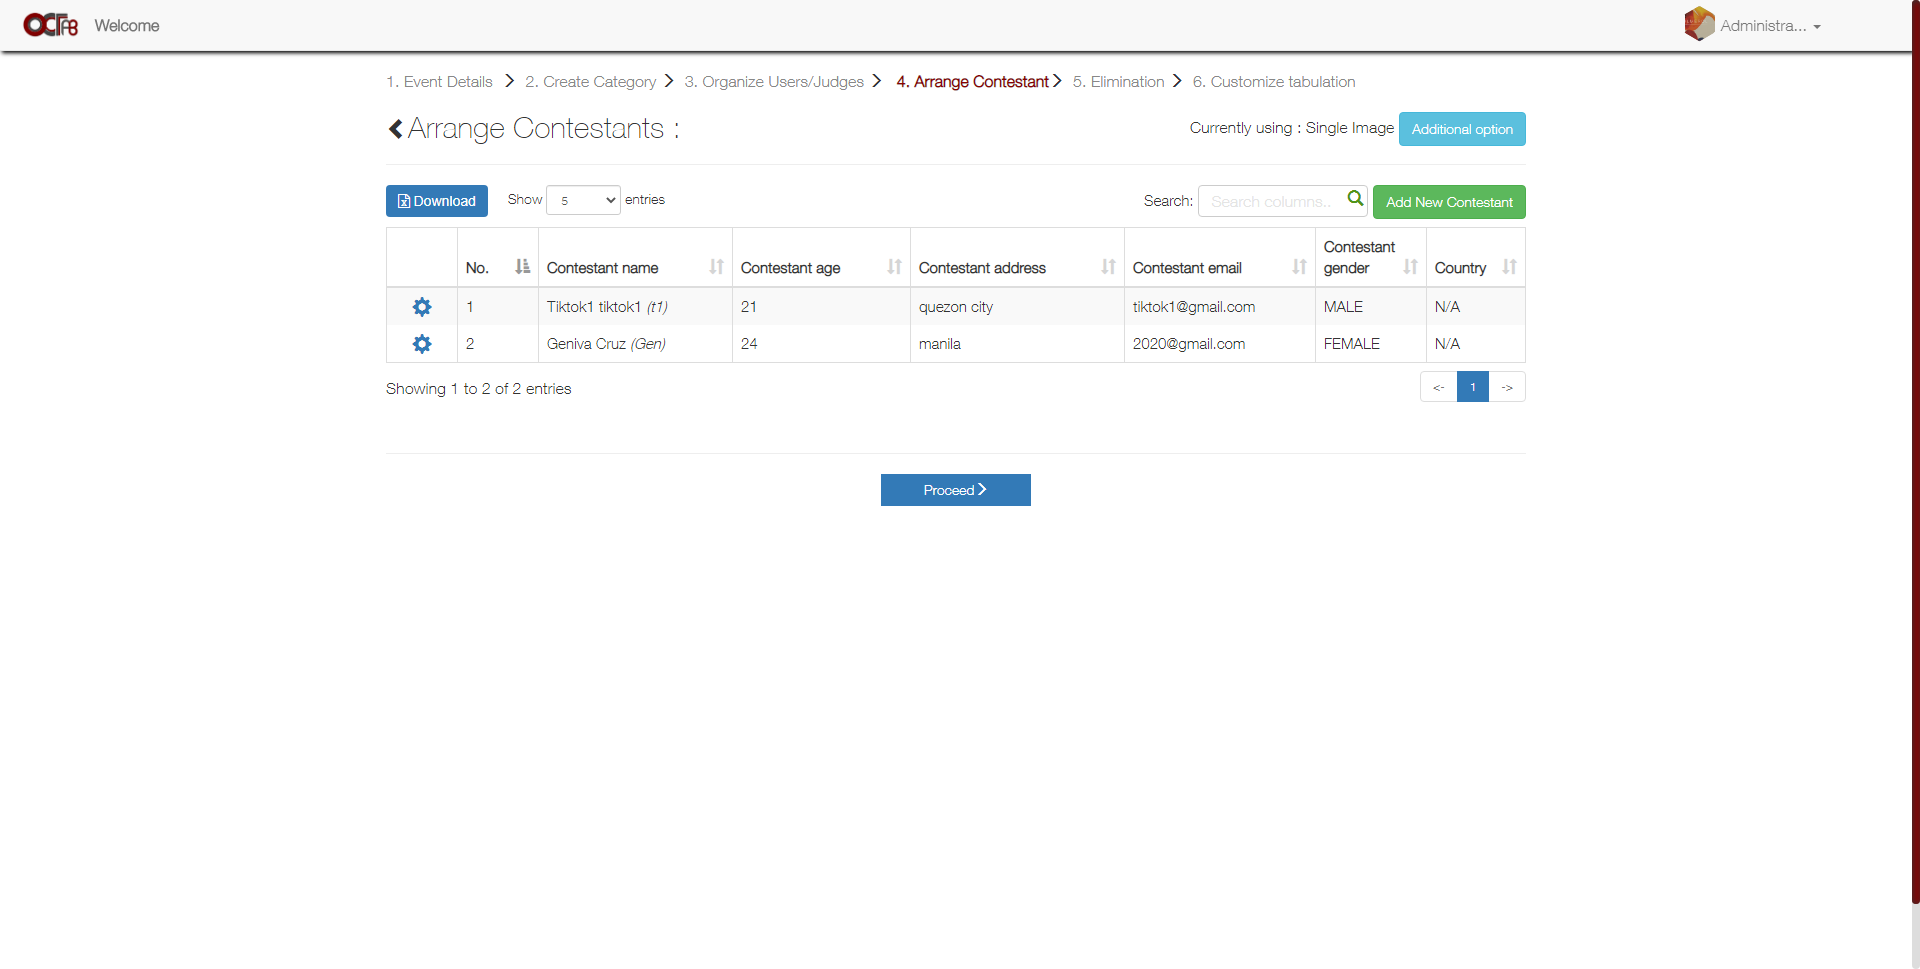 OCTAB Welcome Administra...
1. Event Details 2. Create Category 3. Organize Users/Judges 4. Arrange Contestant 5. Elimination 6. Customize tabulation
Arrange Contestants :
Currently using : Single Image Additional option
Download Show 5 entries Search: Search columns.. Add New Contestant
No. Contestant name Contestant age Contestant address Contestant email Contestant gender Country
1 Tiktok1 tiktok1 (t1) 21 quezon city tiktok1@gmail.com MALE N/A
2 Geniva Cruz (Gen) 24 manila 2020@gmail.com FEMALE N/A
Showing 1 to 2 of 2 entries <- 1 ->
Proceed